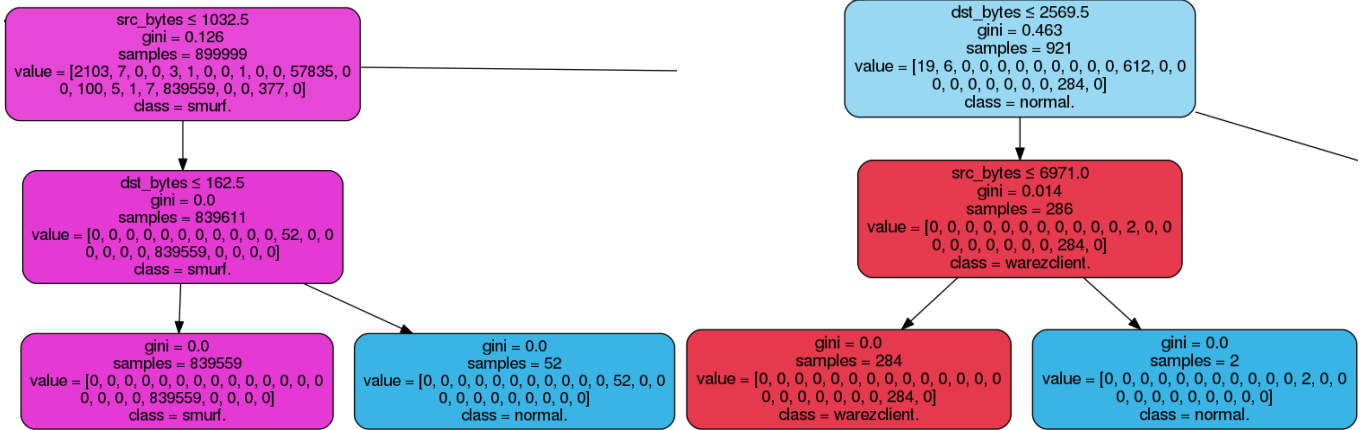 src_bytes ≤ 1032.5
gini = 0.126
samples = 899999
value = [2103, 7, 0, 0, 3, 1, 0, 0, 1, 0, 0, 57835, 0
0, 100, 5, 1, 7, 839559, 0, 0, 377, 0]
class = smurf.
dst_bytes ≤ 162.5
gini = 0.0
samples = 839611
value = [0, 0, 0, 0, 0, 0, 0, 0, 0, 0, 0, 52, 0, 0
0, 0, 0, 0, 839559, 0, 0, 0, 0]
class = smurf.
gini = 0.0
samples = 839559
value = [0, 0, 0, 0, 0, 0, 0, 0, 0, 0, 0, 0, 0, 0
0, 0, 0, 0, 839559, 0, 0, 0, 0]
class = smurf.
gini = 0.0
samples = 52
value = [0, 0, 0, 0, 0, 0, 0, 0, 0, 0, 0, 52, 0, 0
0, 0, 0, 0, 0, 0, 0, 0, 0]
class = normal.
dst_bytes ≤ 2569.5
gini = 0.463
samples = 921
value = [19, 6, 0, 0, 0, 0, 0, 0, 0, 0, 0, 612, 0, 0
0, 0, 0, 0, 0, 0, 0, 284, 0]
class = normal.
src_bytes ≤ 6971.0
gini = 0.014
samples = 286
value = [0, 0, 0, 0, 0, 0, 0, 0, 0, 0, 0, 2, 0, 0
0, 0, 0, 0, 0, 0, 0, 284, 0]
class = warezclient.
gini = 0.0
samples = 284
value = [0, 0, 0, 0, 0, 0, 0, 0, 0, 0, 0, 0, 0, 0
0, 0, 0, 0, 0, 0, 0, 284, 0]
class = warezclient.
gini = 0.0
samples = 2
value = [0, 0, 0, 0, 0, 0, 0, 0, 0, 0, 0, 2, 0, 0
0, 0, 0, 0, 0, 0, 0, 0, 0]
class = normal.